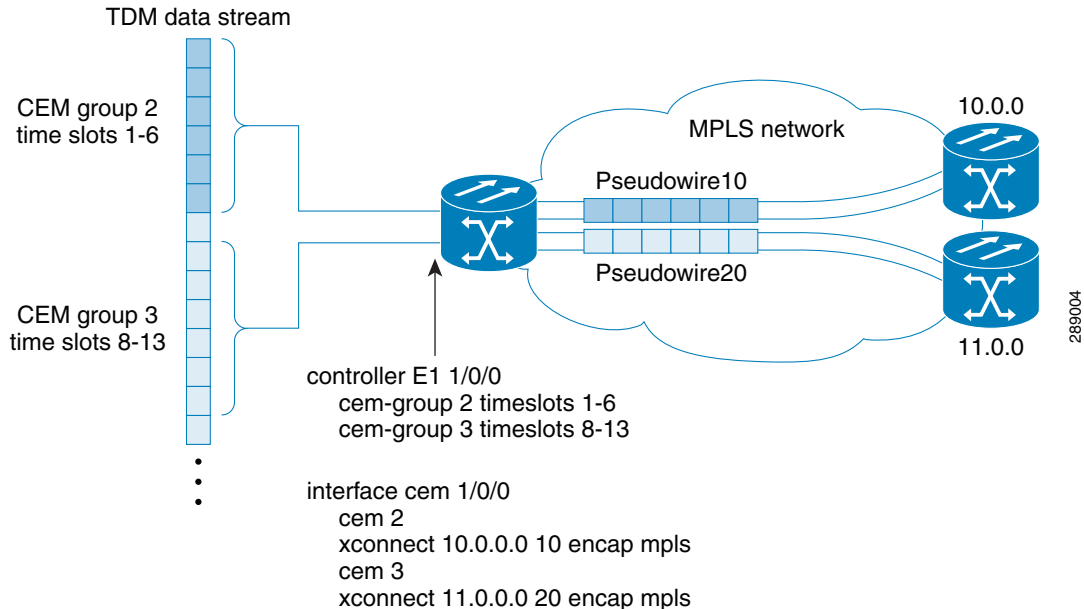 TDM data stream
CEM group 2
time slots 1-6
CEM group 3
time slots 8-13
MPLS network
10.0.0
Pseudowire10
Pseudowire20
11.0.0
289004
controller E1 1/0/0
cem-group 2 timeslots 1-6
cem-group 3 timeslots 8-13
interface cem 1/0/0
cem 2
xconnect 10.0.0.0 10 encap mpls
cem 3
xconnect 11.0.0.0 20 encap mpls